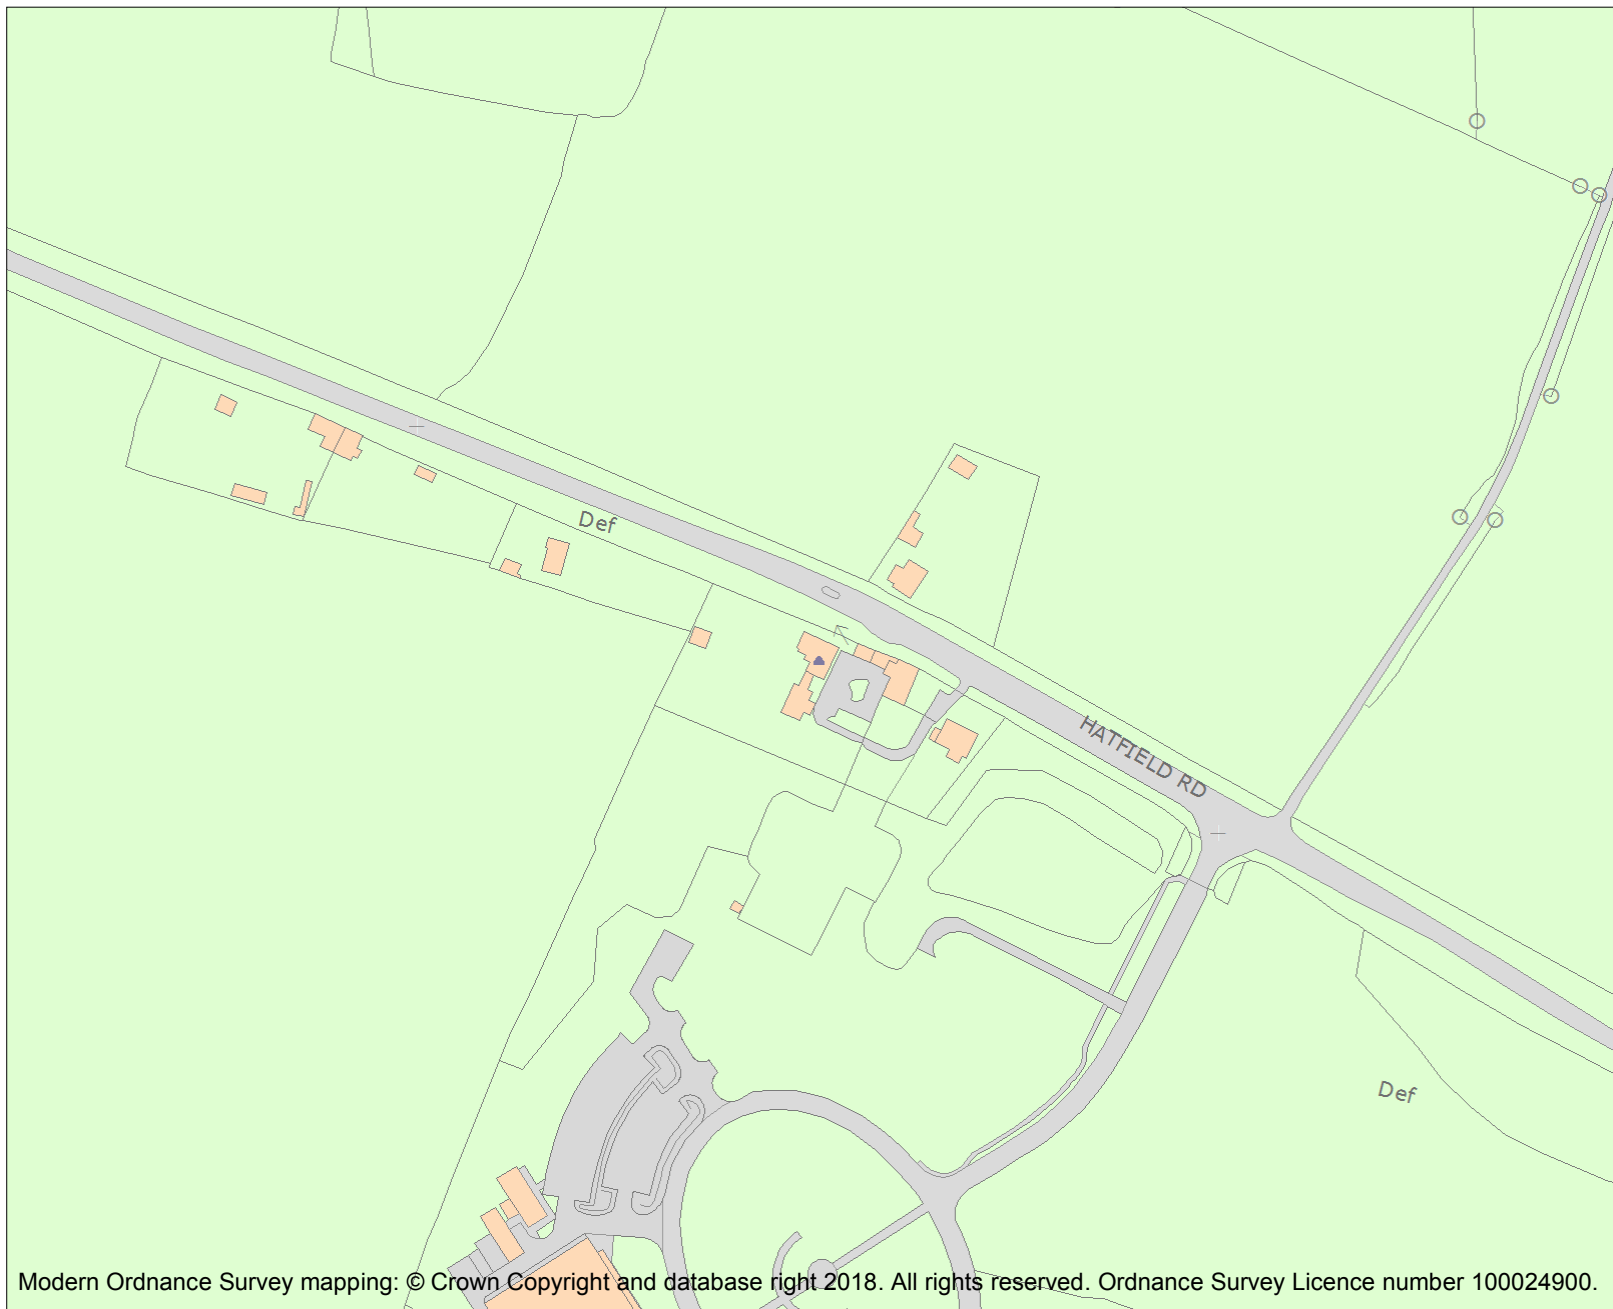 Def
HATFIELD RD
Def
Modern Ordnance Survey mapping: © Crown Copyright and database right 2018. All rights reserved. Ordnance Survey Licence number 100024900.